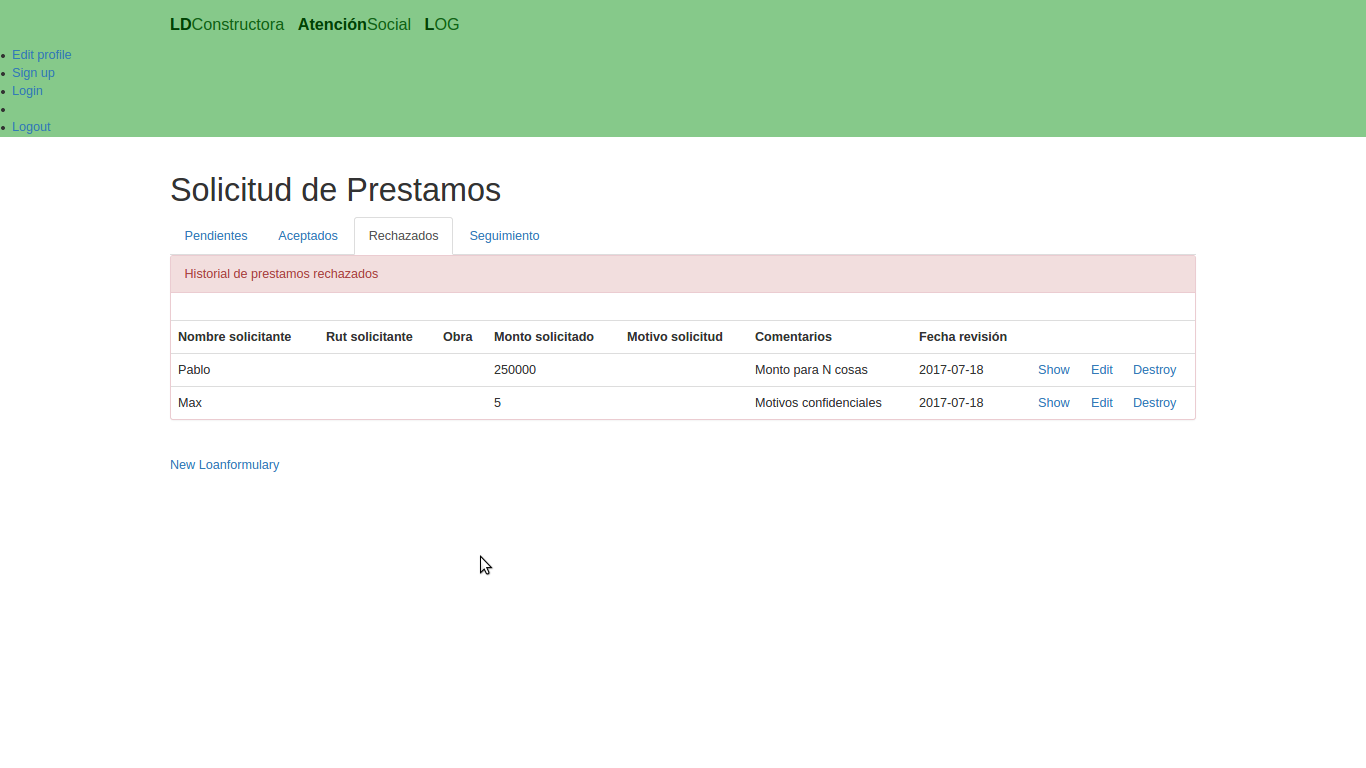 LDConstructora AtenciónSocial LOG
Edit profile
Sign up
Login
Logout
Solicitud de Prestamos
Pendientes Aceptados Rechazados Seguimiento
Historial de prestamos rechazados
Nombre solicitante Rut solicitante Obra Monto solicitado Motivo solicitud Comentarios Fecha revisión
Pablo 250000 Monto para N cosas 2017-07-18 Show Edit Destroy
Max 5 Motivos confidenciales 2017-07-18 Show Edit Destroy
New Loanformulary